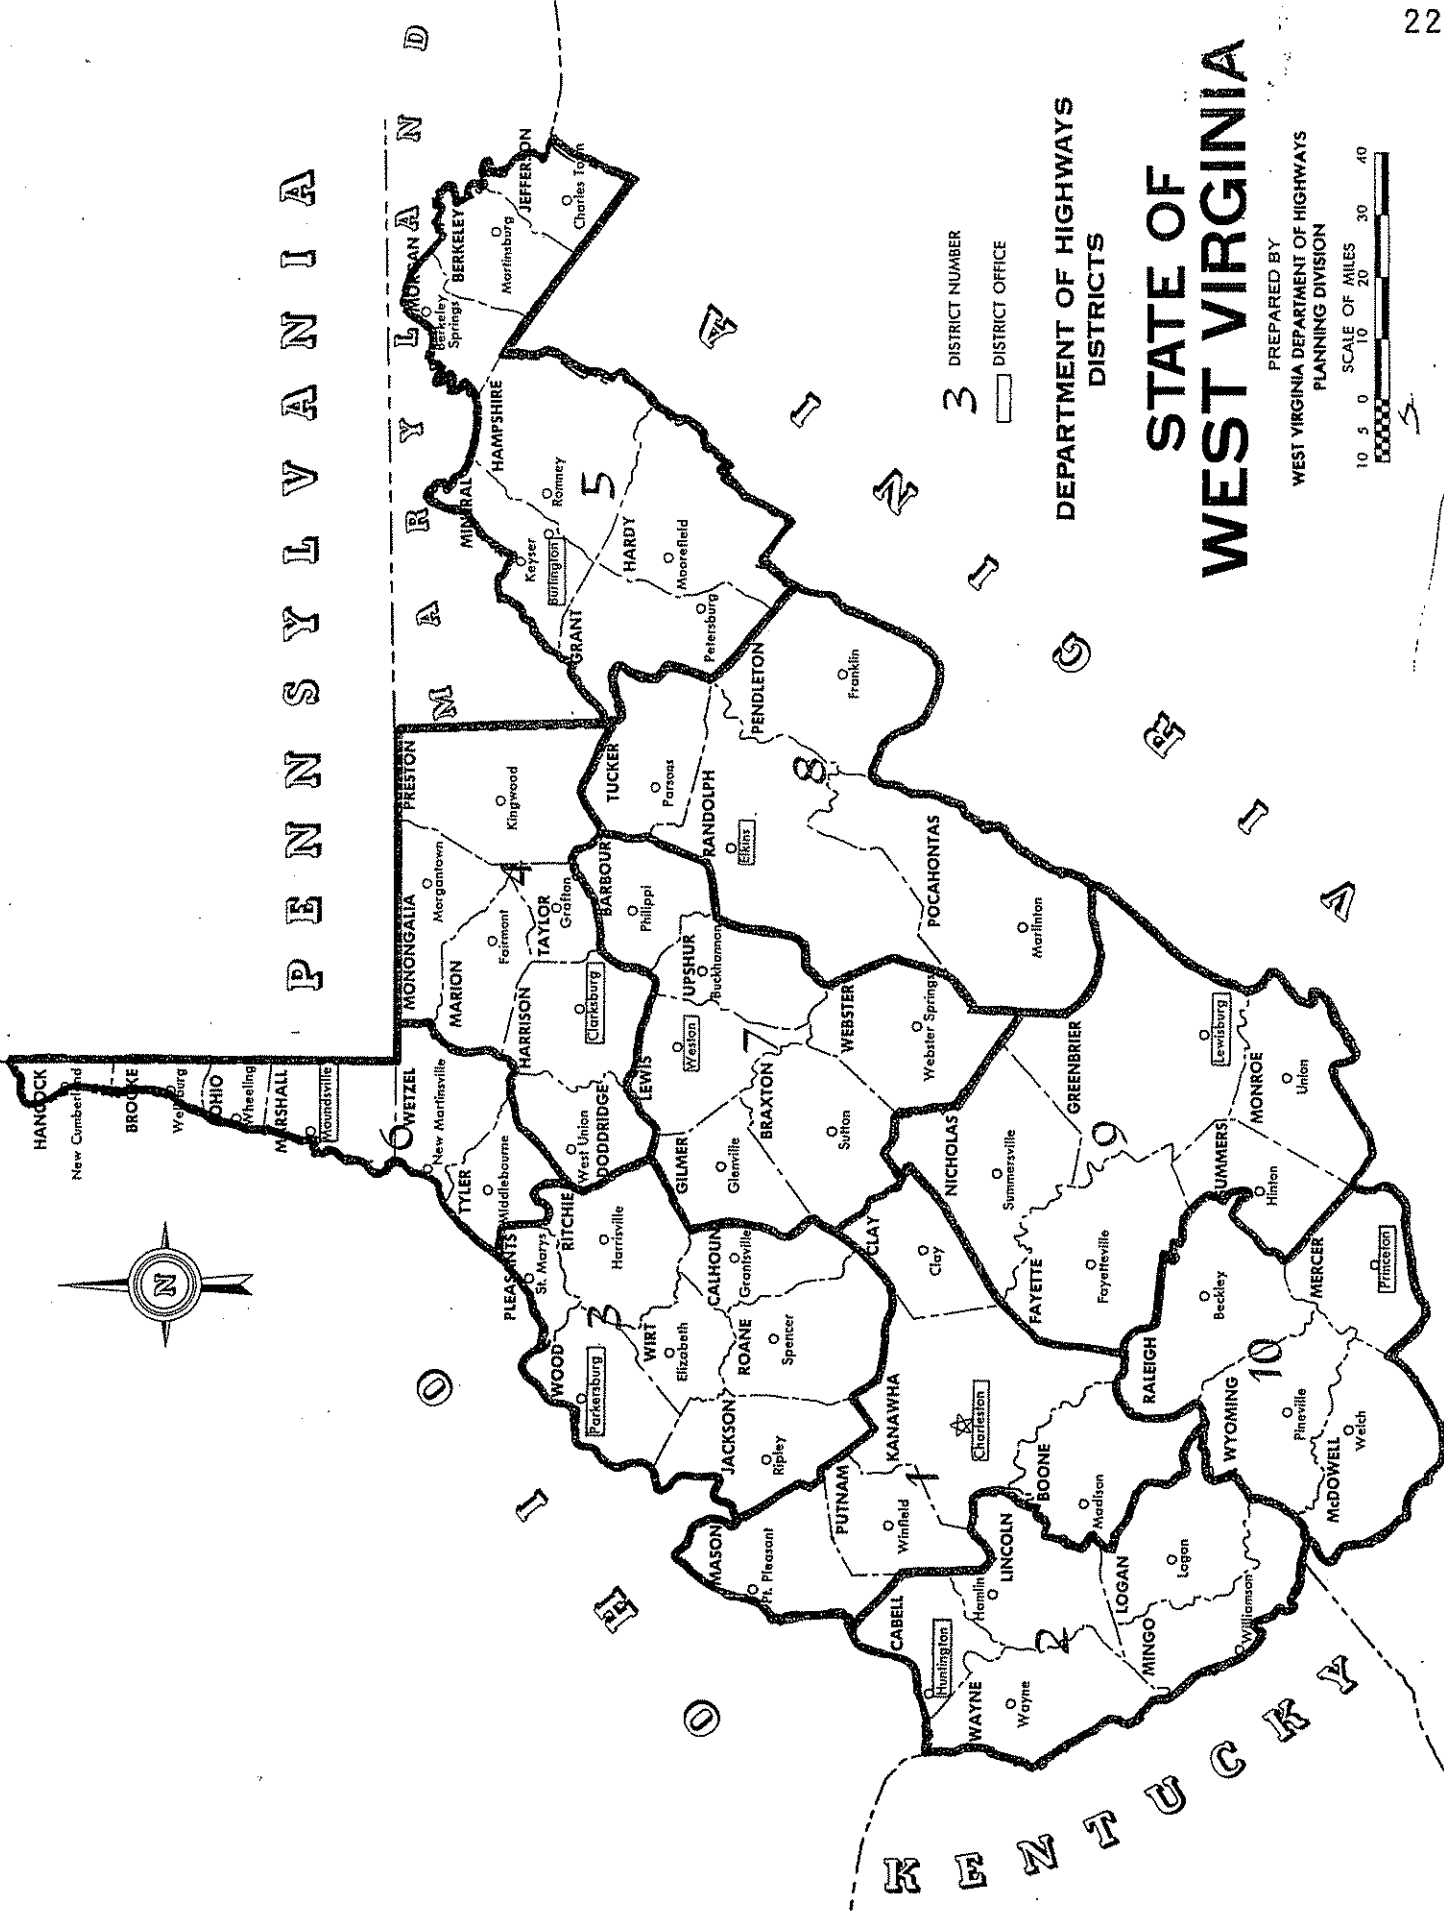 22
PENNSYLVANIA
MARYLAND
OHIO
KENTUCKY
VIRGINIA
N
HANCOCK
New Cumberland
BROOKE
Wellsburg
OHIO
Wheeling
MARSHALL
Moundsville
6
WETZEL
New Martinsville
TYLER
Middlebourne
MONONGALIA
Morgantown
MARION
Fairmont
PRESTON
Kingwood
4
TAYLOR
Grafton
HARRISON
Clarksburg
DODDRIDGE
West Union
PLEASANTS
St. Marys
RITCHIE
Harrisville
WOOD
Parkersburg
3
WIRT
Elizabeth
CALHOUN
Grantsville
ROANE
Spencer
JACKSON
Ripley
MASON
Pt. Pleasant
PUTNAM
Winfield
1
KANAWHA
Charleston
CLAY
Clay
BOONE
Madison
CABELL
Huntington
WAYNE
Wayne
2
LINCOLN
Hamlin
LOGAN
Logan
MINGO
Williamson
BARBOUR
Philippi
UPSHUR
Buckhannon
LEWIS
Weston
7
GILMER
Glenville
BRAXTON
Sutton
WEBSTER
Webster Springs
TUCKER
Parsons
RANDOLPH
Elkins
8
PENDLETON
Franklin
POCAHONTAS
Marlinton
MORGAN
Berkeley
Springs
BERKELEY
Martinsburg
JEFFERSON
Charles Town
HAMPSHIRE
Romney
MINERAL
Keyser
Burlington
5
HARDY
Moorefield
GRANT
Petersburg
NICHOLAS
Summersville
GREENBRIER
Lewisburg
9
FAYETTE
Fayetteville
SUMMERS
Hinton
MONROE
Union
RALEIGH
Beckley
10
MERCER
Princeton
WYOMING
Pineville
McDOWELL
Welch
3 DISTRICT NUMBER
DISTRICT OFFICE
DEPARTMENT OF HIGHWAYS
DISTRICTS
STATE OF
WEST VIRGINIA
PREPARED BY
WEST VIRGINIA DEPARTMENT OF HIGHWAYS
PLANNING DIVISION
SCALE OF MILES
10 5 0 10 20 30 40